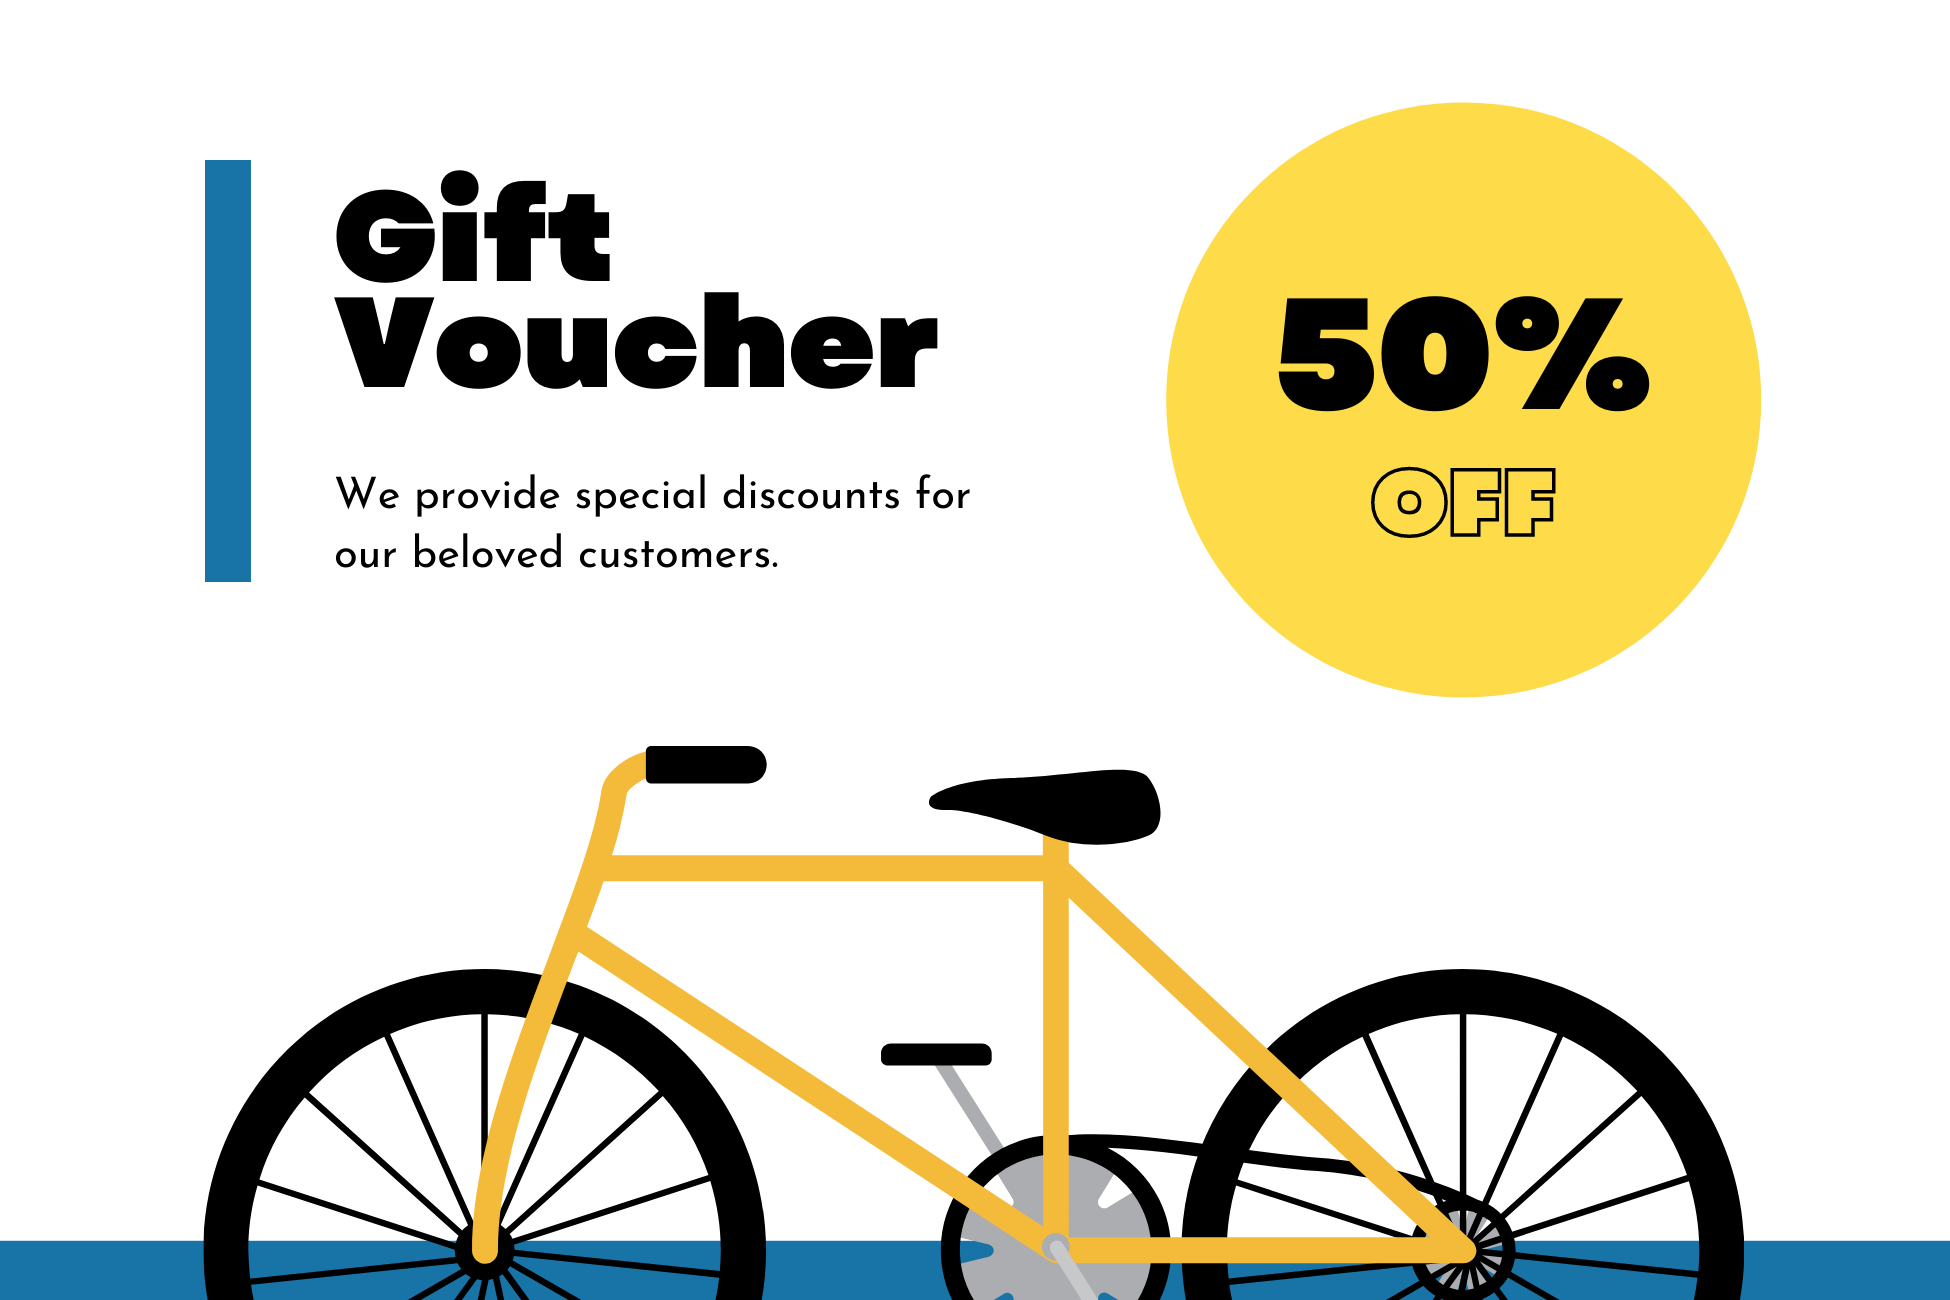 Gift
Voucher
We provide special discounts for
our beloved customers.
50%
OFF